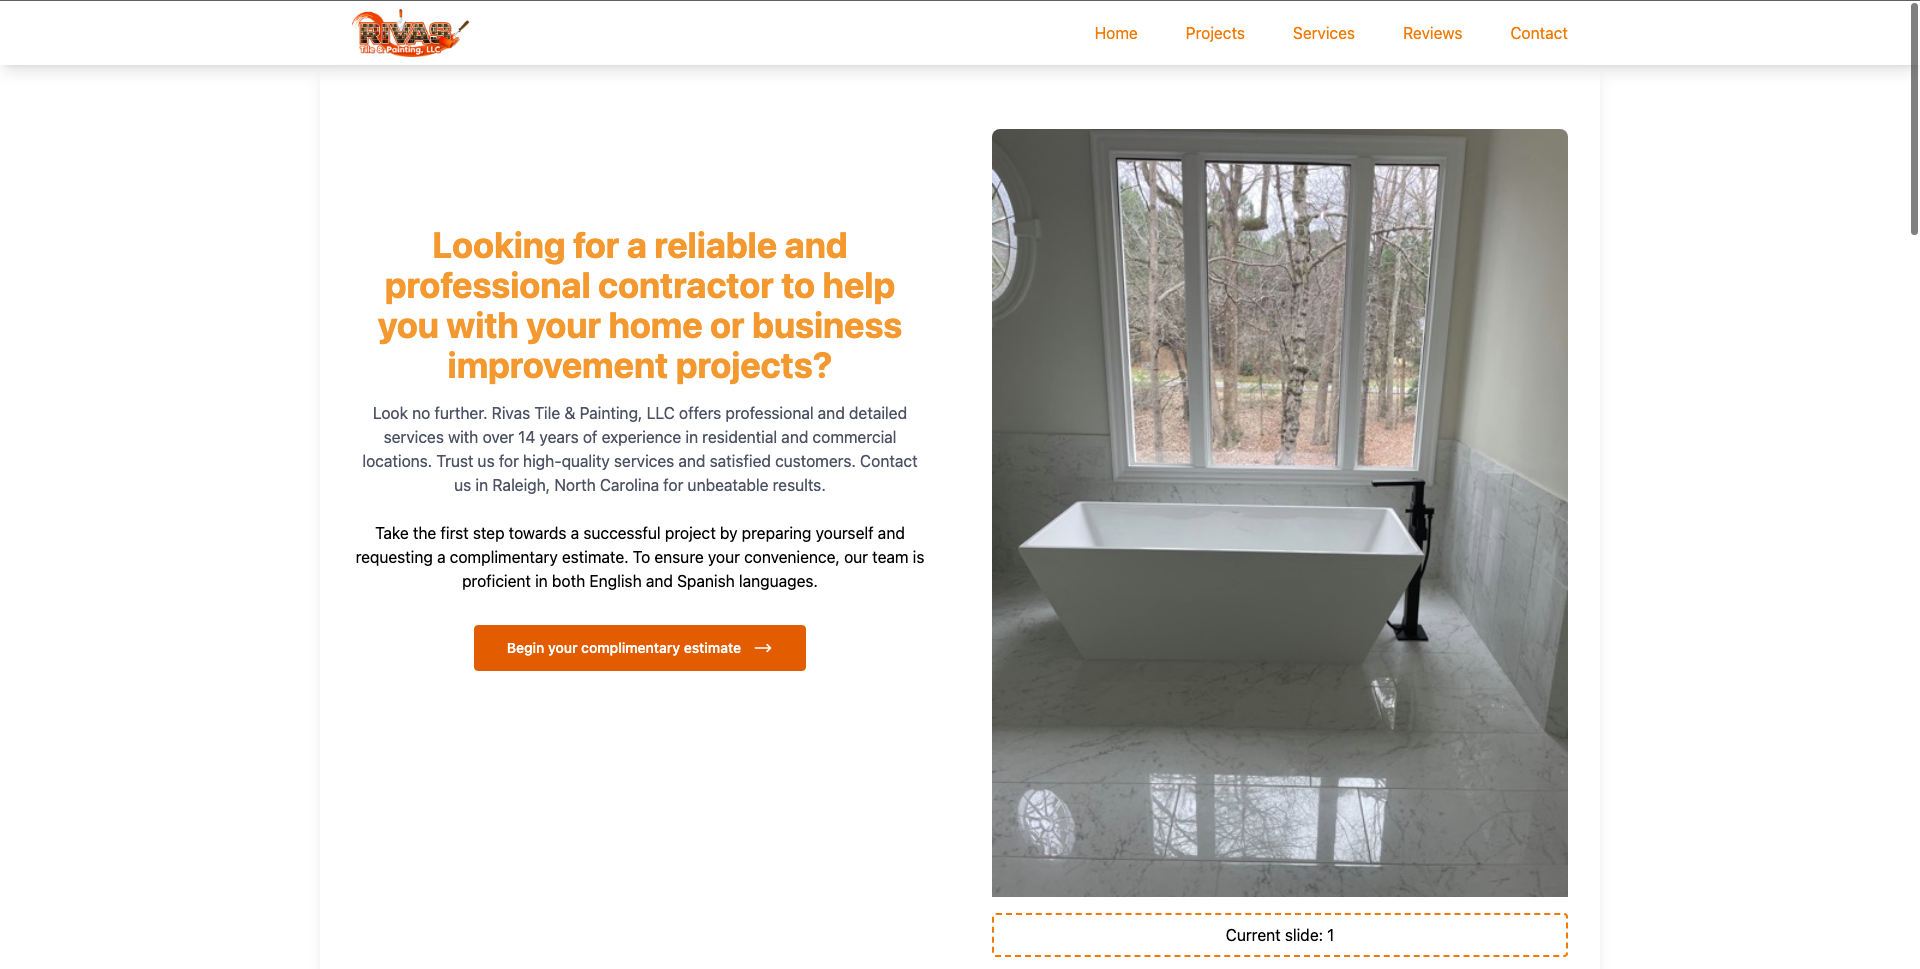 RIVAS
Tile & Painting, LLC
Home
Projects
Services
Reviews
Contact
Looking for a reliable and
professional contractor to help
you with your home or business
improvement projects?
Look no further. Rivas Tile & Painting, LLC offers professional and detailed
services with over 14 years of experience in residential and commercial
locations. Trust us for high-quality services and satisfied customers. Contact
us in Raleigh, North Carolina for unbeatable results.
Take the first step towards a successful project by preparing yourself and
requesting a complimentary estimate. To ensure your convenience, our team is
proficient in both English and Spanish languages.
Begin your complimentary estimate →
Current slide: 1